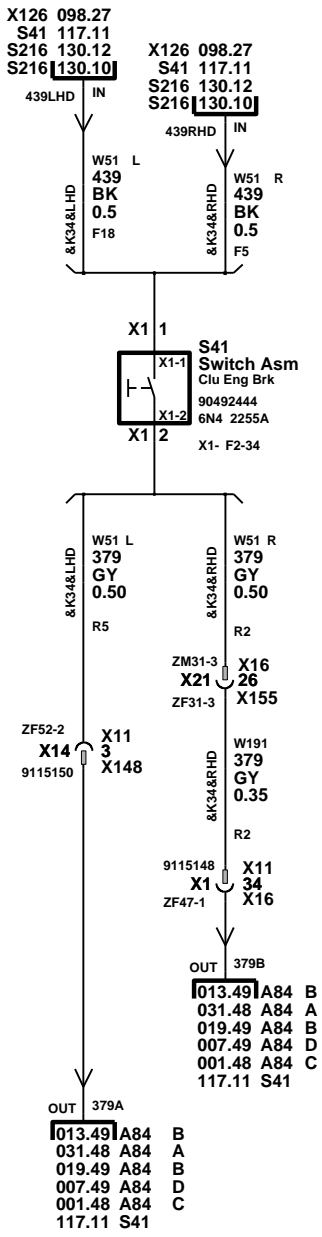 X126 098.27
S41 117.11
S216 130.12
S216 130.10
439LHD IN
X126 098.27
S41 117.11
S216 130.12
S216 130.10
439RHD IN
&K34&LHD
W51 L
439
BK
0.5
F18
&K34&RHD
W51 R
439
BK
0.5
F5
X1 1
X1-1
X1-2
X1 2
S41
Switch Asm
Clu Eng Brk
90492444
6N4 2255A
X1- F2-34
&K34&LHD
W51 L
379
GY
0.50
R5
&K34&RHD
W51 R
379
GY
0.50
R2
ZM31-3 X16
X21 26
ZF31-3 X155
ZF52-2 X11
X14 3
9115150 X148
&K34&RHD
W191
379
GY
0.35
R2
9115148 X11
X1 34
ZF47-1 X16
OUT 379B
013.49 A84 B
031.48 A84 A
019.49 A84 B
007.49 A84 D
001.48 A84 C
117.11 S41
OUT 379A
013.49 A84 B
031.48 A84 A
019.49 A84 B
007.49 A84 D
001.48 A84 C
117.11 S41